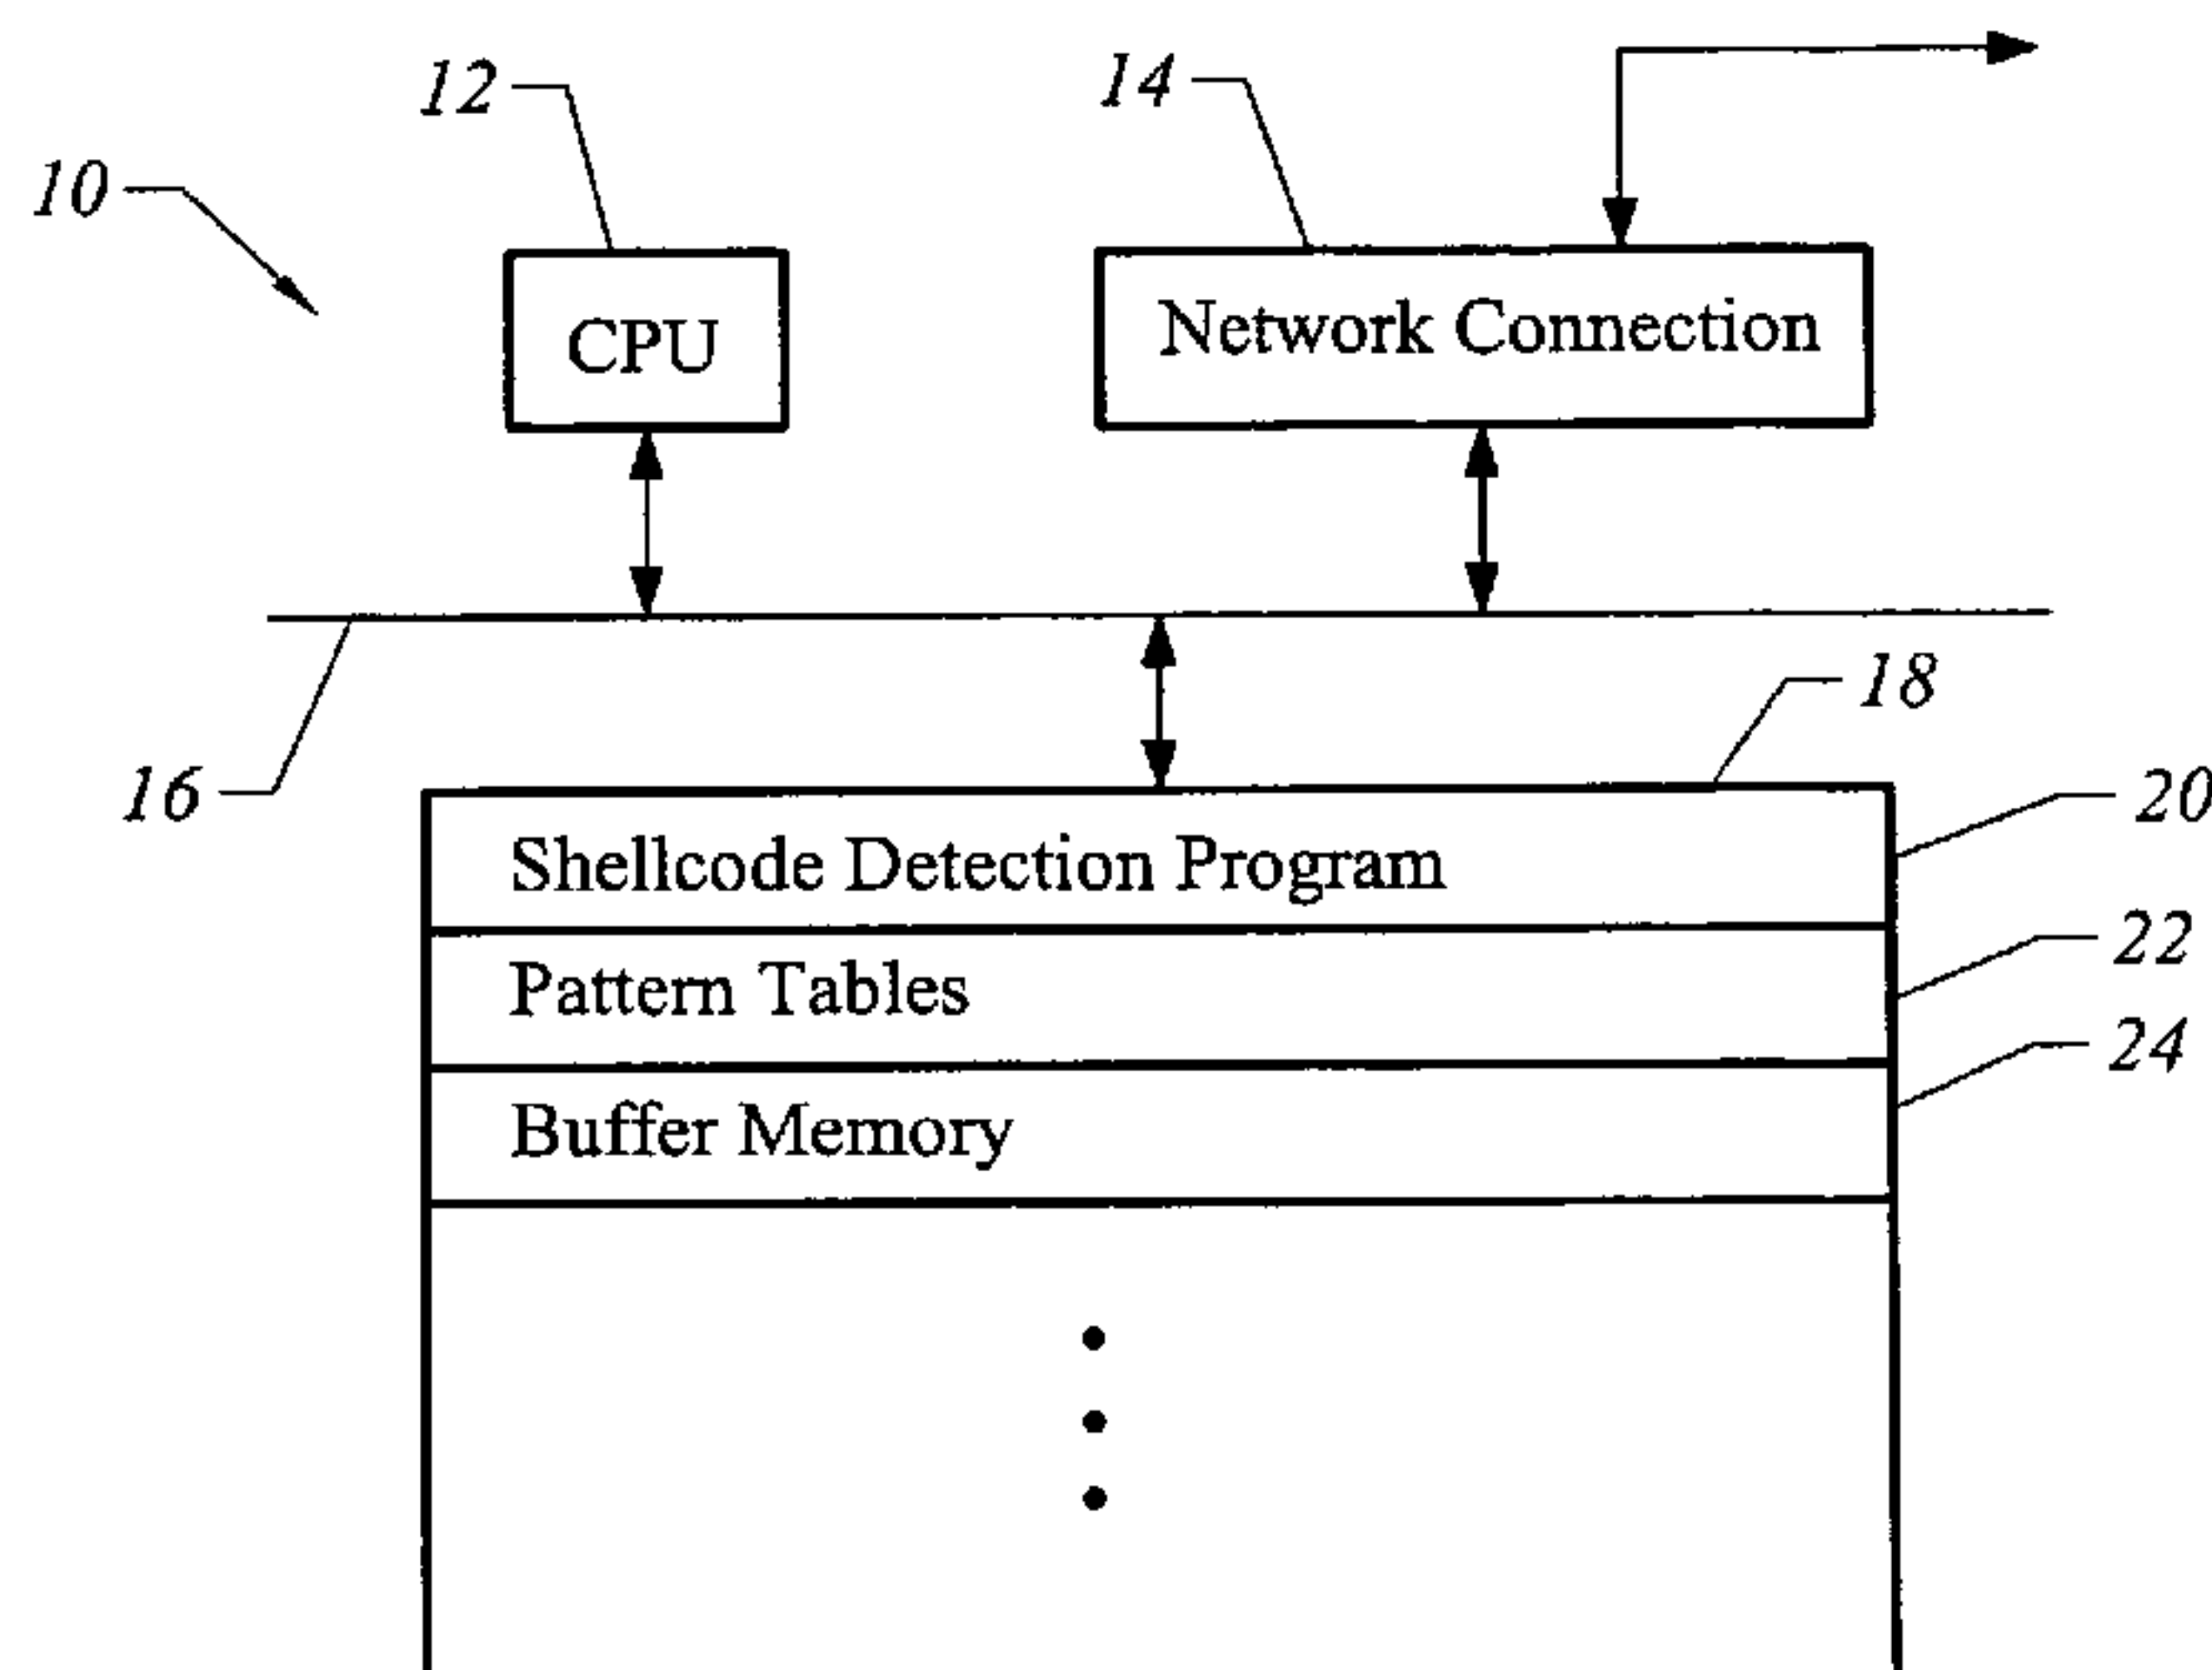 12
14
10
CPU
Network Connection
18
16
20
Shellcode Detection Program
22
Pattern Tables
24
Buffer Memory